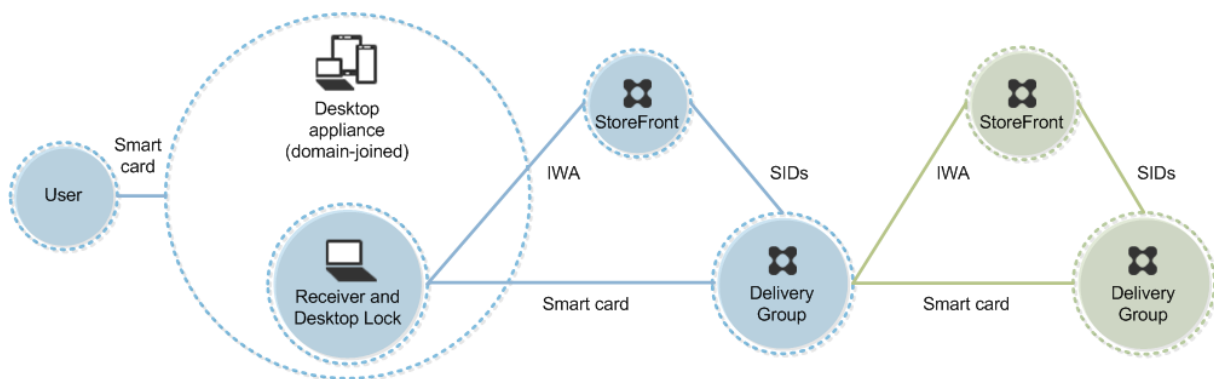 User
Smart
card
Desktop
appliance
(domain-joined)
Receiver and
Desktop Lock
IWA
StoreFront
SIDs
Smart card
Delivery
Group
IWA
StoreFront
SIDs
Smart card
Delivery
Group